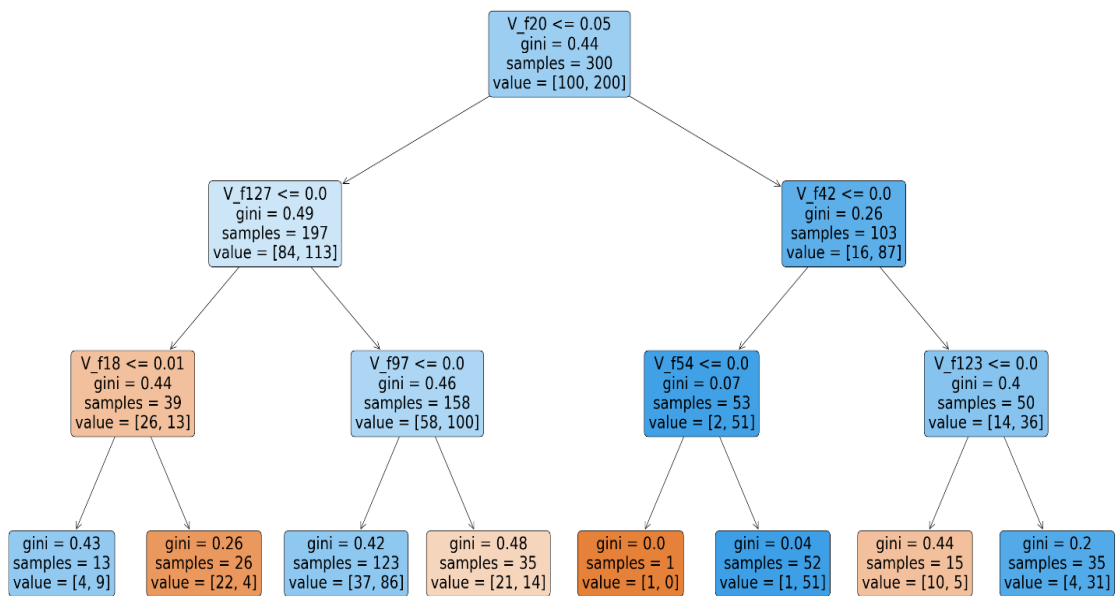 V_f20 <= 0.05
gini = 0.44
samples = 300
value = [100, 200]
V_f127 <= 0.0
gini = 0.49
samples = 197
value = [84, 113]
V_f42 <= 0.0
gini = 0.26
samples = 103
value = [16, 87]
V_f18 <= 0.01
gini = 0.44
samples = 39
value = [26, 13]
V_f97 <= 0.0
gini = 0.46
samples = 158
value = [58, 100]
V_f54 <= 0.0
gini = 0.07
samples = 53
value = [2, 51]
V_f123 <= 0.0
gini = 0.4
samples = 50
value = [14, 36]
gini = 0.43
samples = 13
value = [4, 9]
gini = 0.26
samples = 26
value = [22, 4]
gini = 0.42
samples = 123
value = [37, 86]
gini = 0.48
samples = 35
value = [21, 14]
gini = 0.0
samples = 1
value = [1, 0]
gini = 0.04
samples = 52
value = [1, 51]
gini = 0.44
samples = 15
value = [10, 5]
gini = 0.2
samples = 35
value = [4, 31]